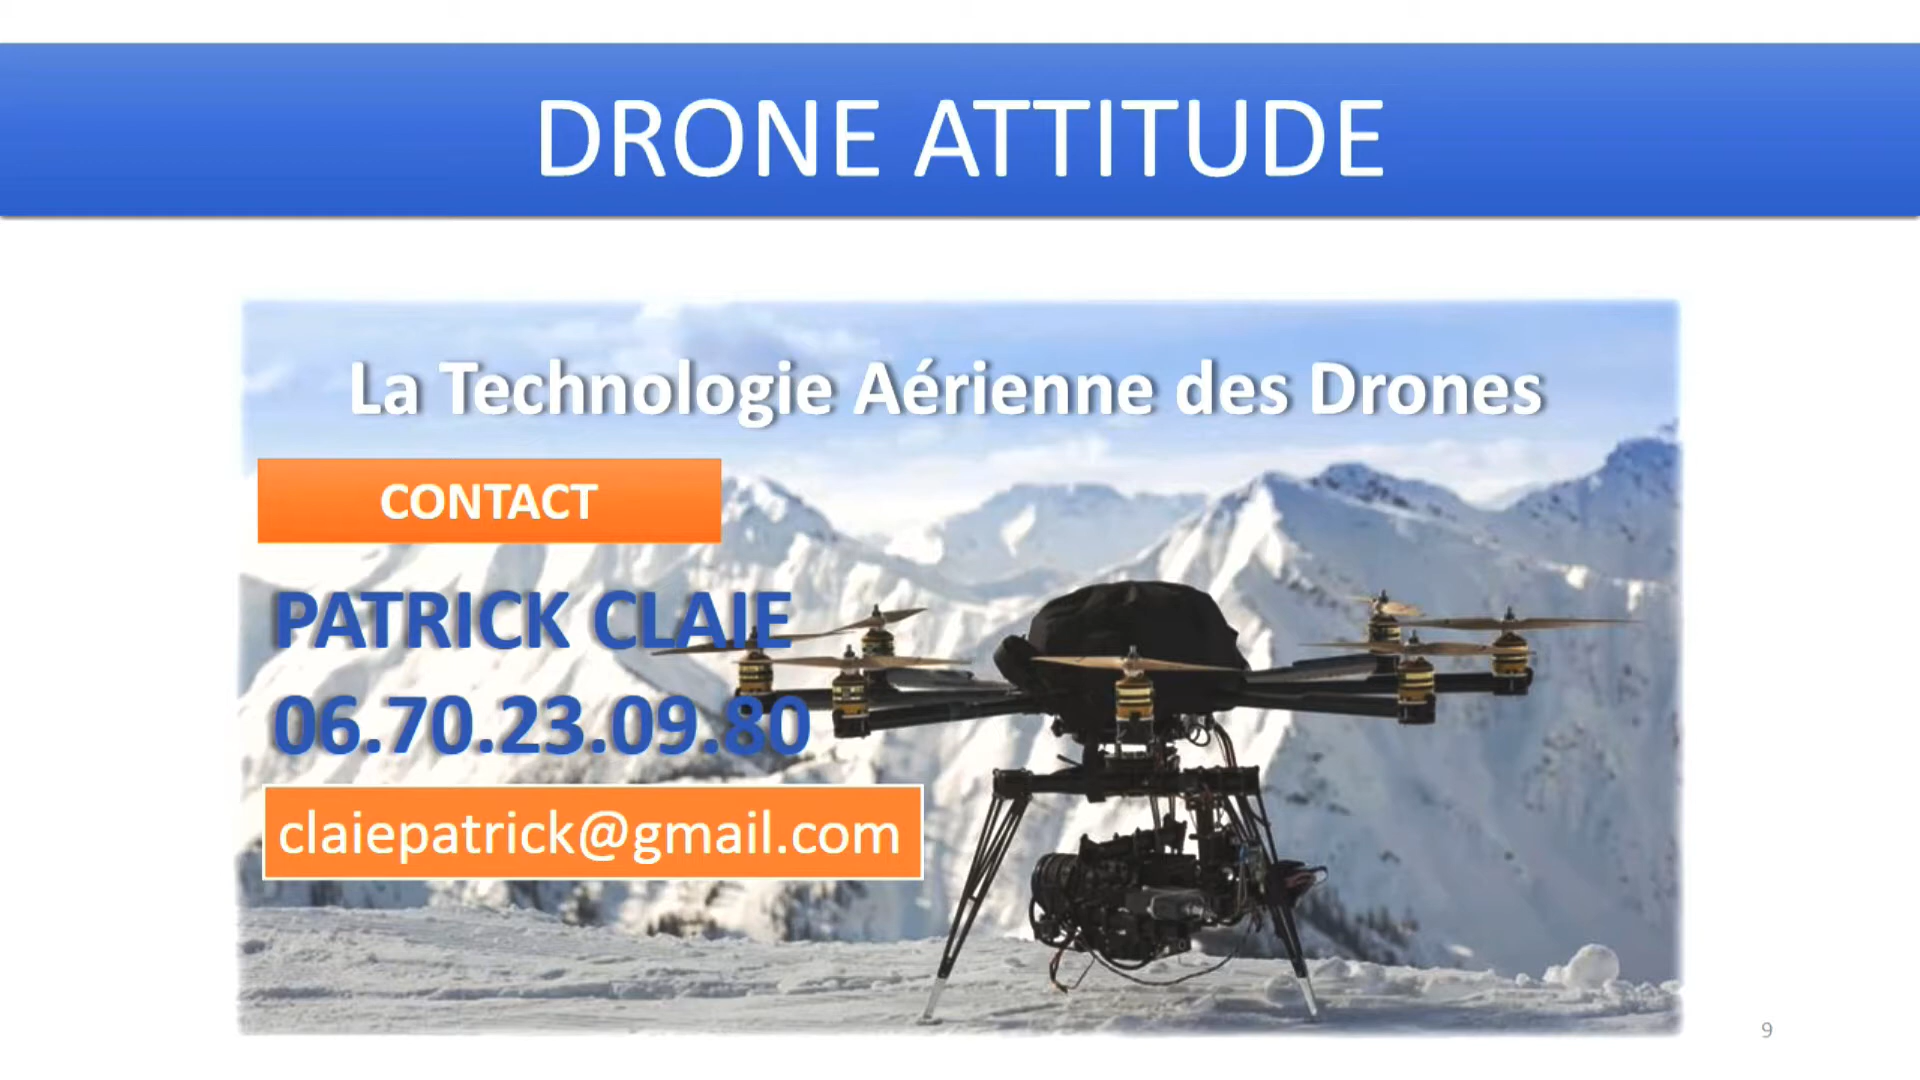 DRONE ATTITUDE
La Technologie Aérienne des Drones
CONTACT
PATRICK CLAIE
06.70.23.09.80
claiepatrick@gmail.com
9